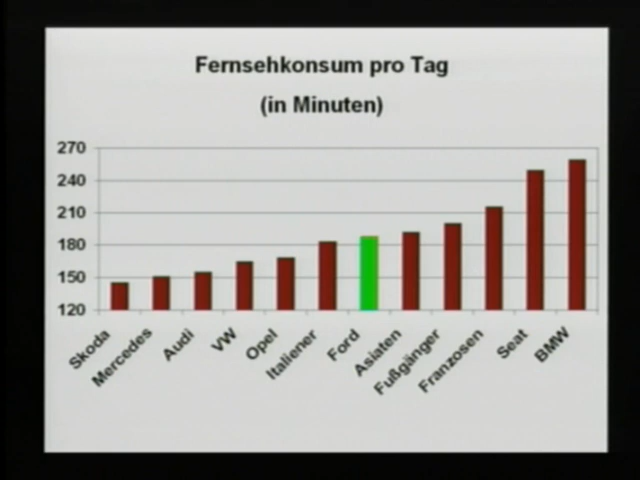 Fernsehkonsum pro Tag
(in Minuten)
270
240
210
180
150
120
Skoda
Mercedes
Audi
VW
Opel
Italiener
Ford
Asiaten
Fußgänger
Franzosen
Seat
BMW